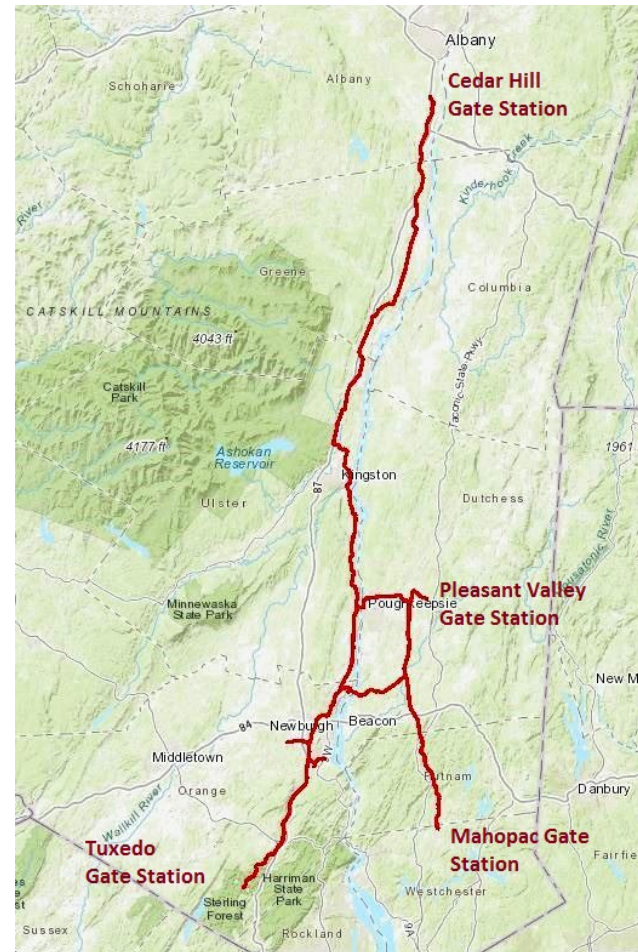 Albany
Schoharie
Albany
Cedar Hill
Gate Station
Kinderhook Creek
River
Greene
Columbia
CATSKILL MOUNTAINS
4043 ft
Taconic State Pkwy
Catskill
Park
4177 ft
Ashokan
Reservoir
1961
Kingston
87
Ulster
Dutchess
Housatonic River
Minnewaska
State Park
Poughkeepsie
Pleasant Valley
Gate Station
New M
84
Newburgh
Beacon
W
Middletown
Orange
Putnam
Danbury
Wallkill River
Mahopac Gate
Station
Tuxedo
Gate Station
Fairfie
Harriman
State Park
Westchester
Sterling
Forest
9A
Sussex
Rockland